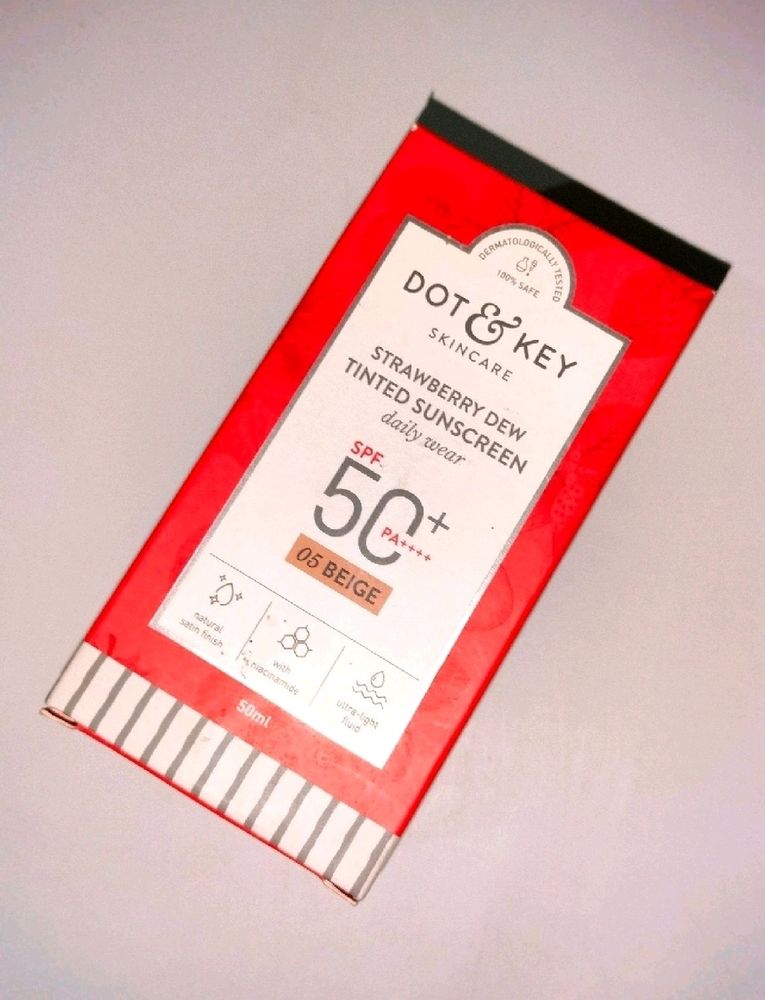 DERMATOLOGICALLY TESTED
100% SAFE
DOT & KEY
SKINCARE
STRAWBERRY DEW
TINTED SUNSCREEN
daily wear
SPF
50+
PA++++
05 BEIGE
natural
satin finish
with
niacinamide
ultra-light
fluid
50ml